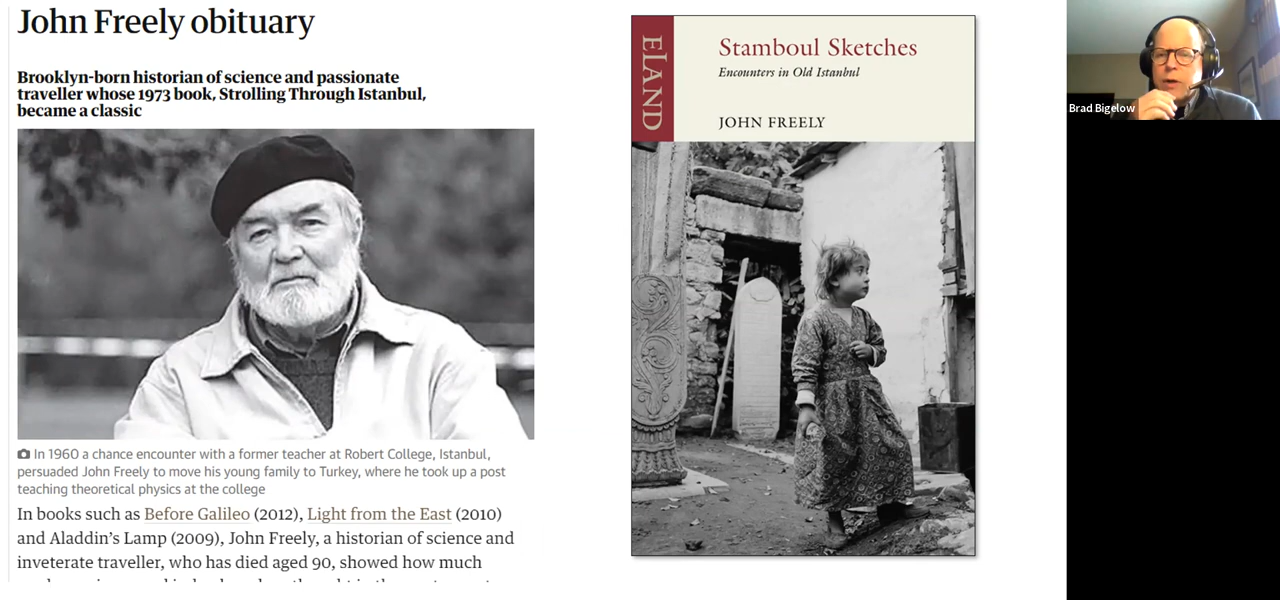 John Freely obituary
Brooklyn-born historian of science and passionate
traveller whose 1973 book, Strolling Through Istanbul,
became a classic
In 1960 a chance encounter with a former teacher at Robert College, Istanbul,
persuaded John Freely to move his young family to Turkey, where he took up a post
teaching theoretical physics at the college
In books such as Before Galileo (2012), Light from the East (2010)
and Aladdin's Lamp (2009), John Freely, a historian of science and
inveterate traveller, who has died aged 90, showed how much
ELAND
Stamboul Sketches
Encounters in Old Istanbul
JOHN FREELY
Brad Bigelow